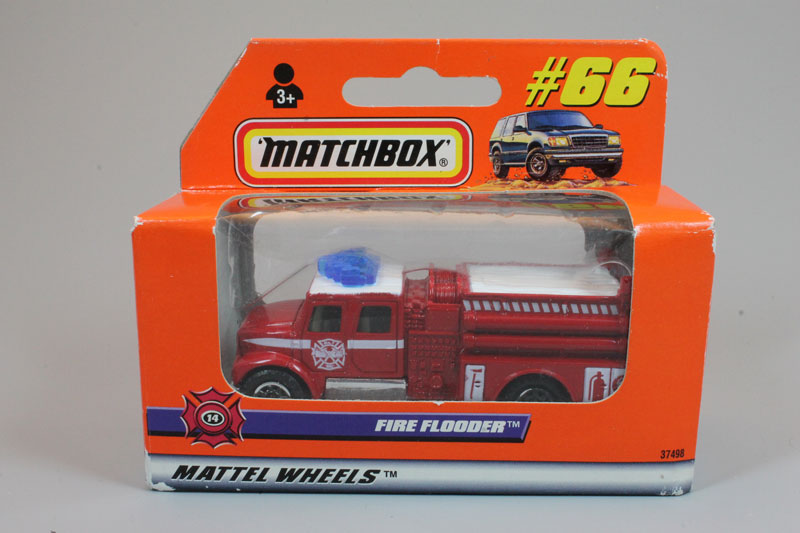 #66
3+
'MATCHBOX'®
14
FIRE FLOODER™
37498
MATTEL WHEELS™